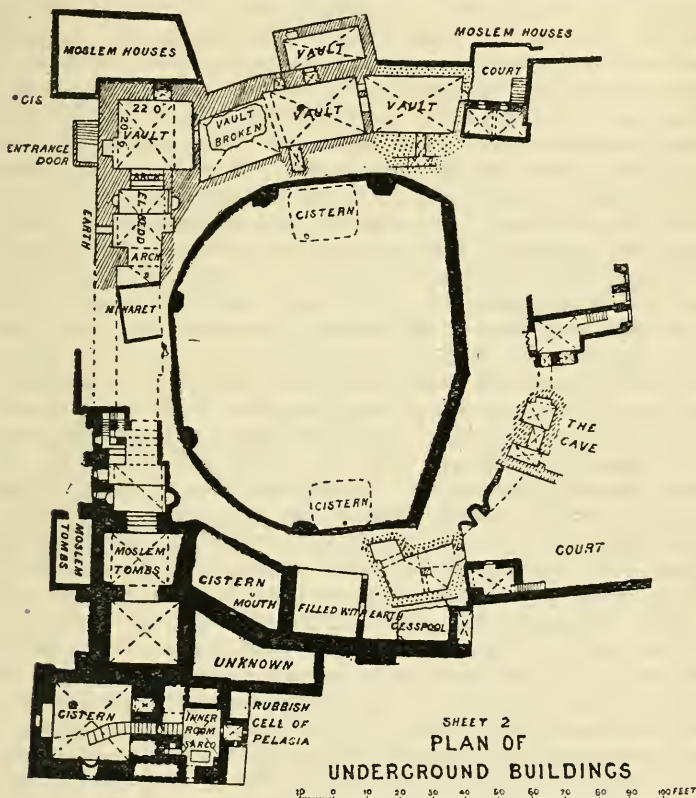 MOSLEM HOUSES
VAULT
MOSLEM HOUSES
COURT
CIS.
22 0"
20 6
VAULT
VAULT BROKEN
VAULT
VAULT
ENTRANCE
DOOR
ARCH
EL KEDD
EARTH
ARCH
MINARET
CISTERN
THE
CAVE
CISTERN
MOSLEM
TOMBS
MOSLEM
TOMBS
CISTERN
MOUTH
FILLED WITH EARTH
CESSPOOL
COURT
UNKNOWN
CISTERN
INNER
ROOM
SARCO
RUBBISH
CELL OF
PELAGIA
SHEET 2
PLAN OF
UNDERGROUND BUILDINGS
10 0 10 20 30 40 50 60 70 80 90 100 FEET